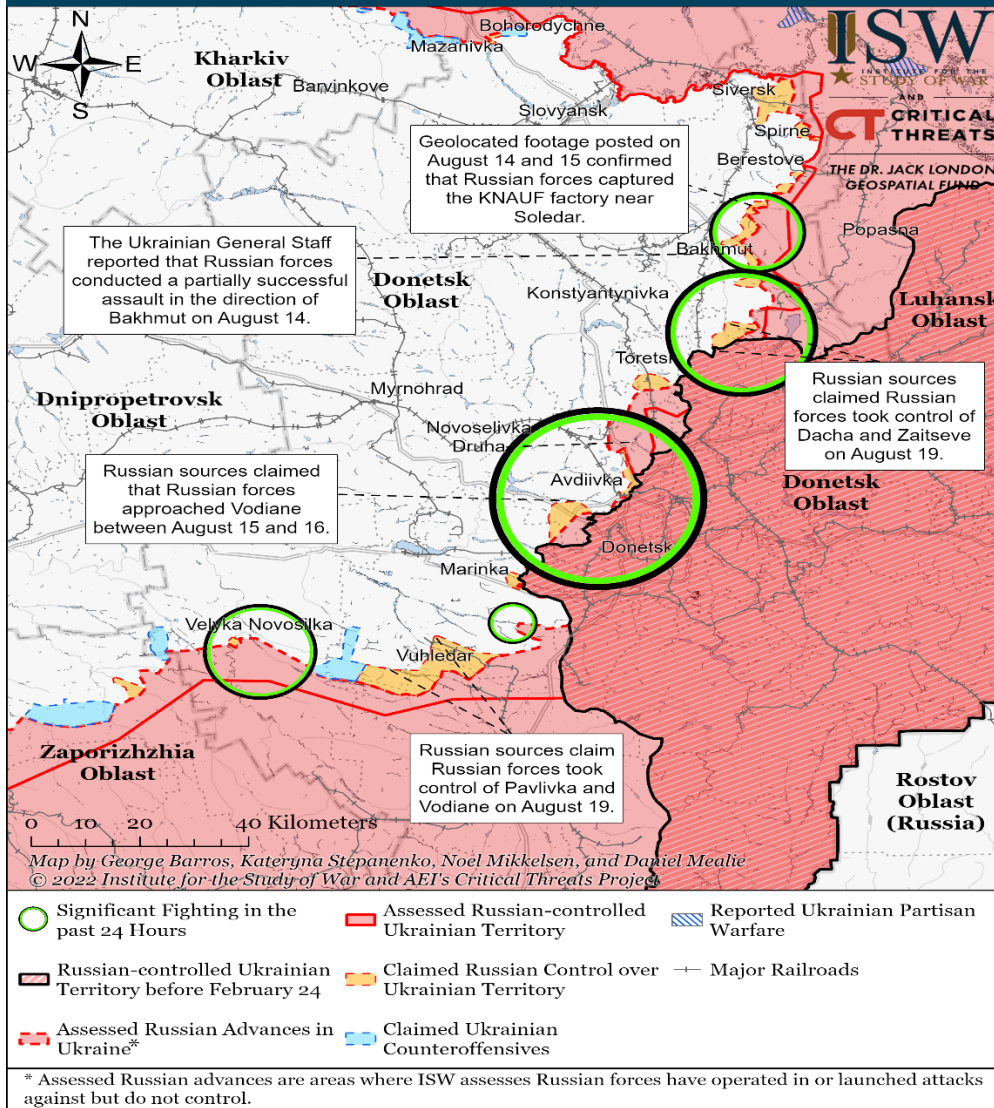 N
W E
S
Kharkiv
Oblast
Barvinkove
Bohorodychne
Mazanivka
Slovyansk
Siversk
Spirne
Berestove
ISW
INSTITUTE FOR THE
STUDY OF WAR
AND
CT CRITICAL
THREATS
THE DR. JACK LONDON
GEOSPATIAL FUND
Geolocated footage posted on
August 14 and 15 confirmed
that Russian forces captured
the KNAUF factory near
Soledar.
The Ukrainian General Staff
reported that Russian forces
conducted a partially successful
assault in the direction of
Bakhmut on August 14.
Donetsk
Oblast
Bakhmut
Popasna
Konstyantynivka
Luhansk
Oblast
Toretsk
Myrnohrad
Dnipropetrovsk
Oblast
Novoselivka
Druha
Avdiivka
Russian sources
claimed Russian
forces took control of
Dacha and Zaitseve
on August 19.
Russian sources claimed
that Russian forces
approached Vodiane
between August 15 and 16.
Donetsk
Oblast
Donetsk
Marinka
Velyka Novosilka
Vuhledar
Russian sources claim
Russian forces took
control of Pavlivka and
Vodiane on August 19.
Zaporizhzhia
Oblast
Rostov
Oblast
(Russia)
0 10 20 40 Kilometers
Map by George Barros, Kateryna Stepanenko, Noel Mikkelsen, and Daniel Mealie
© 2022 Institute for the Study of War and AEI's Critical Threats Project
Significant Fighting in the
past 24 Hours
Russian-controlled Ukrainian
Territory before February 24
Assessed Russian Advances in
Ukraine*
Assessed Russian-controlled
Ukrainian Territory
Claimed Russian Control over
Ukrainian Territory
Claimed Ukrainian
Counteroffensives
Reported Ukrainian Partisan
Warfare
Major Railroads
* Assessed Russian advances are areas where ISW assesses Russian forces have operated in or launched attacks
against but do not control.